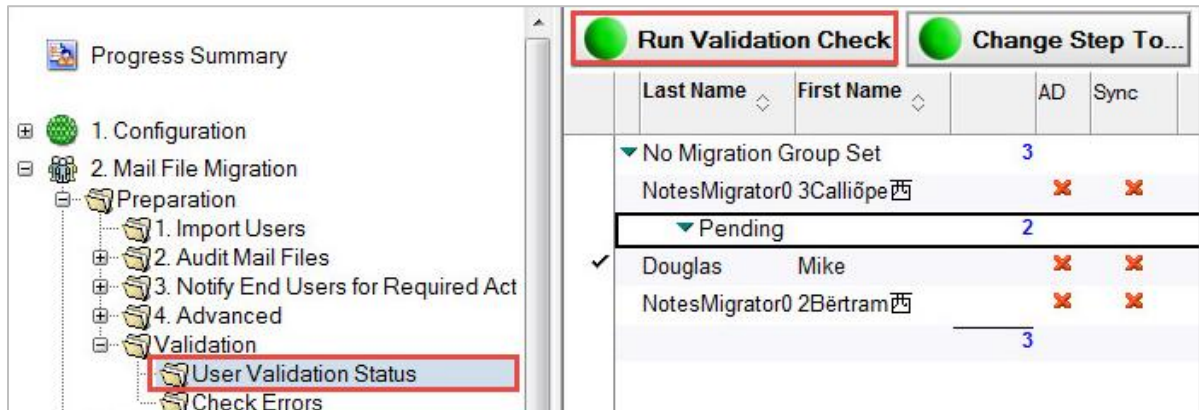 Progress Summary
1. Configuration
2. Mail File Migration
Preparation
1. Import Users
2. Audit Mail Files
3. Notify End Users for Required Act
4. Advanced
Validation
User Validation Status
Check Errors
Run Validation Check Change Step To...
Last Name First Name AD Sync
No Migration Group Set 3
NotesMigrator0 3Calliőpe西
Pending 2
Douglas Mike
NotesMigrator0 2Bërtram西
3